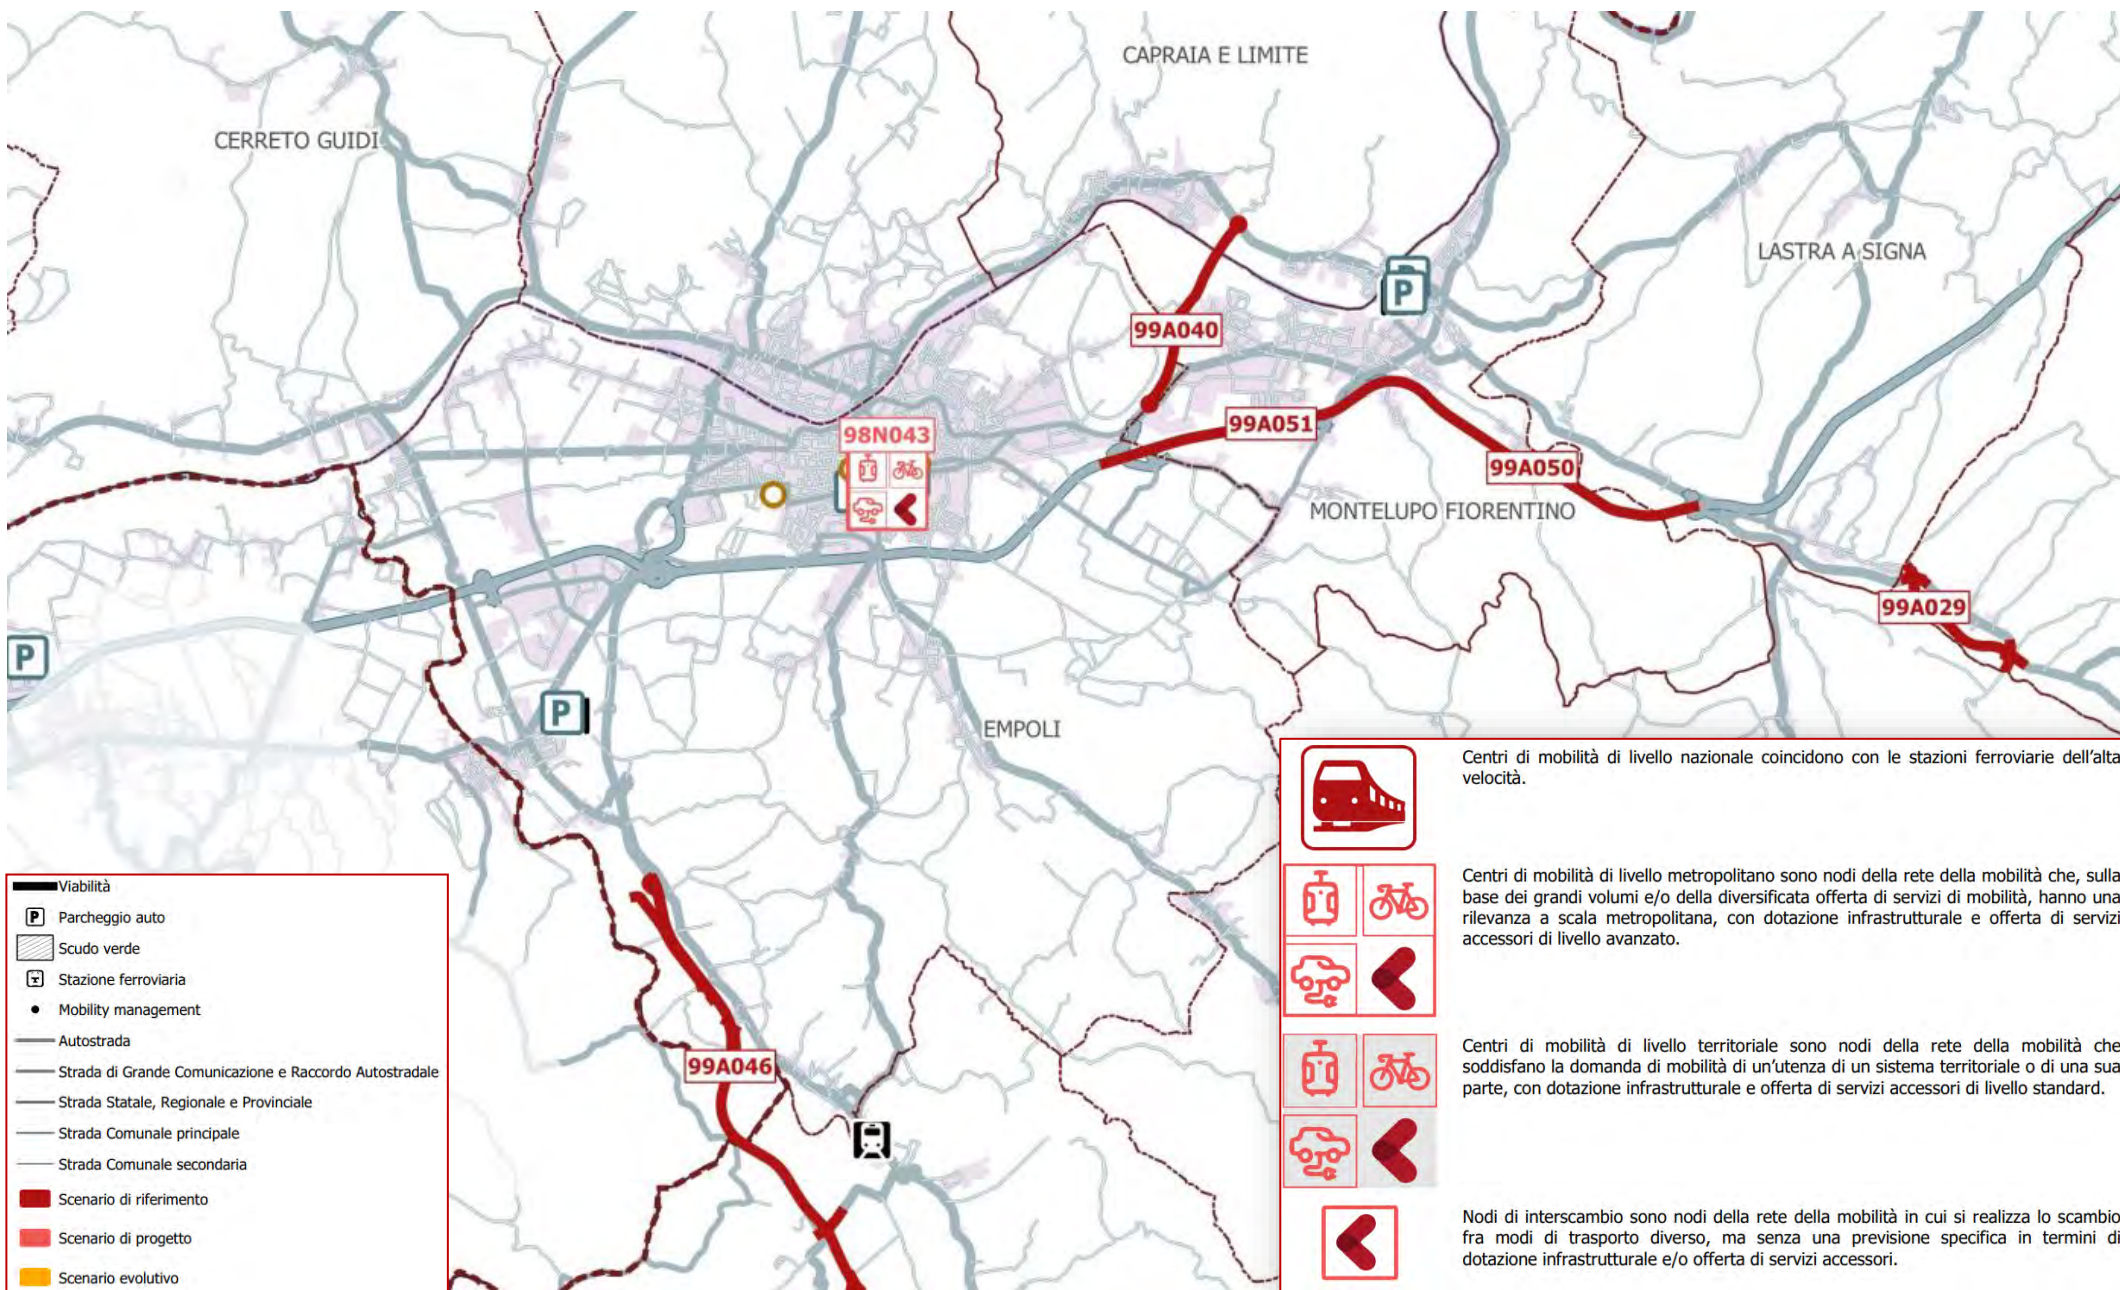 CAPRAIA E LIMITE
CERRETO GUIDI
LASTRA A SIGNA
P
99A040
99A051
98N043
99A050
MONTELUPO FIORENTINO
99A029
P
P
EMPOLI
99A046
Viabilità
P Parcheggio auto
Scudo verde
Stazione ferroviaria
Mobility management
Autostrada
Strada di Grande Comunicazione e Raccordo Autostradale
Strada Statale, Regionale e Provinciale
Strada Comunale principale
Strada Comunale secondaria
Scenario di riferimento
Scenario di progetto
Scenario evolutivo
Centri di mobilità di livello nazionale coincidono con le stazioni ferroviarie dell'alta
velocità.
Centri di mobilità di livello metropolitano sono nodi della rete della mobilità che, sulla
base dei grandi volumi e/o della diversificata offerta di servizi di mobilità, hanno una
rilevanza a scala metropolitana, con dotazione infrastrutturale e offerta di servizi
accessori di livello avanzato.
Centri di mobilità di livello territoriale sono nodi della rete della mobilità che
soddisfano la domanda di mobilità di un'utenza di un sistema territoriale o di una sua
parte, con dotazione infrastrutturale e offerta di servizi accessori di livello standard.
Nodi di interscambio sono nodi della rete della mobilità in cui si realizza lo scambio
fra modi di trasporto diverso, ma senza una previsione specifica in termini di
dotazione infrastrutturale e/o offerta di servizi accessori.